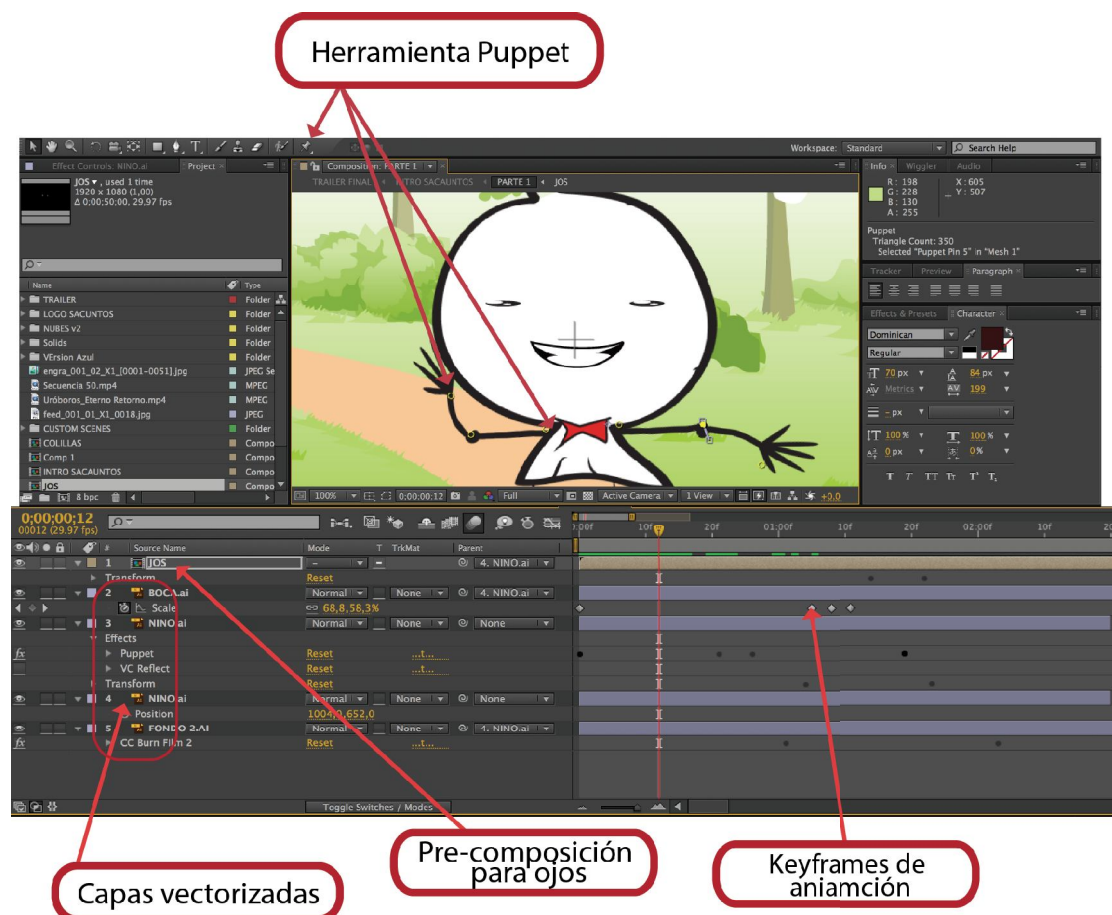 Herramienta Puppet
Workspace: Standard
Search Help
Effect Controls: NINO.ai
Project
Composition: PARTE 1
Info
Wiggler
Audio
JOS ▾ , used 1 time
1920 x 1080 (1,00)
Δ 0:00:50:00, 29,97 fps
TRAILER FINAL
INTRO SACAUNTOS
PARTE 1
JOS
R : 198
G : 228
B : 130
A : 255
X : 605
Y : 507
Puppet
Triangle Count: 350
Selected "Puppet Pin 5" in "Mesh 1"
Tracker
Preview
Paragraph
Name
Type
TRAILER
Folder
LOGO SACUNTOS
Folder
NUBES v2
Folder
Solids
Folder
VErsion Azul
Folder
engra_001_02_X1_[0001-0051].jpg
JPEG Se
Secuencia 50.mp4
MPEG
Uróboros_Eterno Retorno.mp4
MPEG
feed_001_01_X1_0018.jpg
JPEG
CUSTOM SCENES
Folder
COLILLAS
Compo
Comp 1
Compo
INTRO SACAUNTOS
Compo
JOS
Compo
8 bpc
Effects & Presets
Character
Dominican
Regular
70 px
84 px
Metrics
199
- px
100 %
100 %
0 px
0 %
100%
0:00:00:12
Full
Active Camera
1 View
+0,0
0;00;00;12
00012 (29.97 fps)
:00f
10f
20f
01:00f
10f
20f
02:00f
10f
20
#
Source Name
Mode
T
TrkMat
Parent
1
JOS
-
4. NINO.ai
Transform
Reset
2
BOCA.ai
Normal
None
4. NINO.ai
Scale
68,8,58,3%
3
NINO.ai
Normal
None
None
Effects
fx
Puppet
Reset
...t...
VC Reflect
Reset
...t...
Transform
Reset
4
NINO.ai
Normal
None
None
Position
1004,0,652,0
5
FONDO 2.AI
Normal
None
4. NINO.ai
fx
CC Burn Film 2
Reset
...t...
Toggle Switches / Modes
Capas vectorizadas
Pre-composición
para ojos
Keyframes de
aniamción